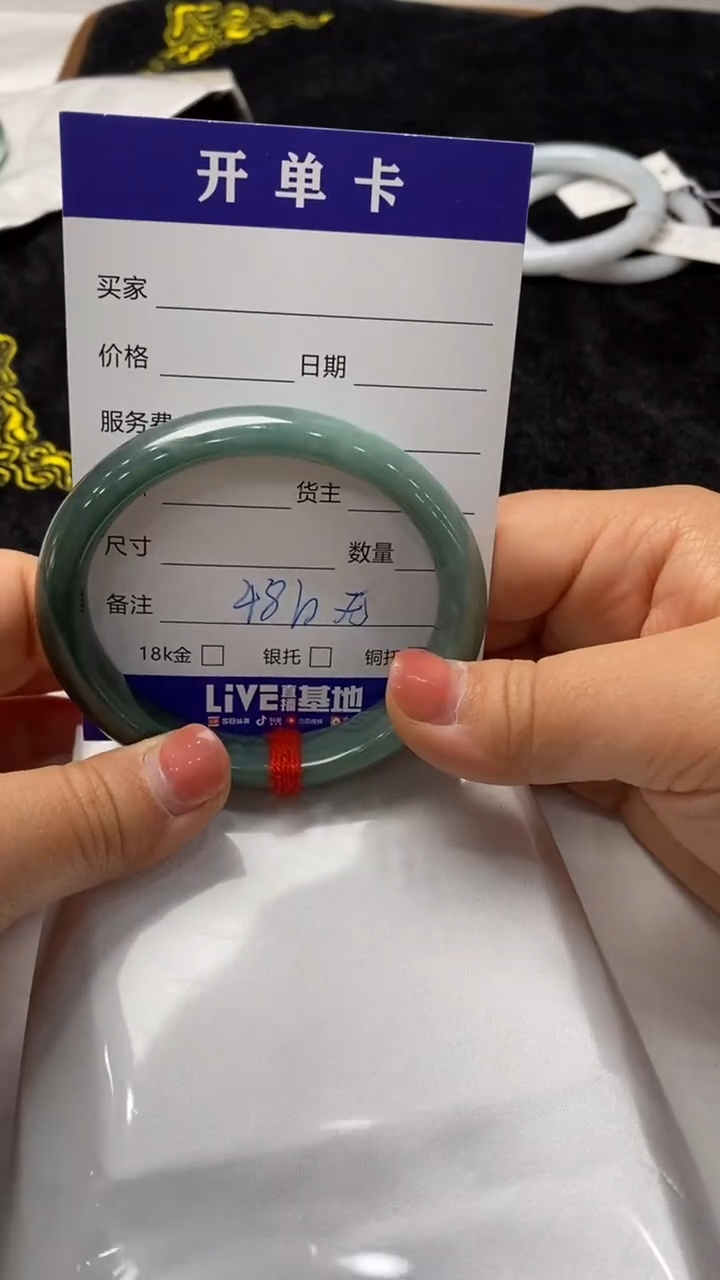 开单卡
买家
价格 日期
服务费
货主
尺寸 数量
备注 486元
18k金 银托 铜托
LiVE直播基地